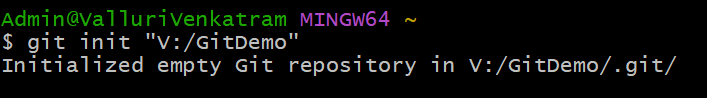 Admin@ValluriVenkatram MINGW64 ~
$ git init "V:/GitDemo"
Initialized empty Git repository in V:/GitDemo/.git/